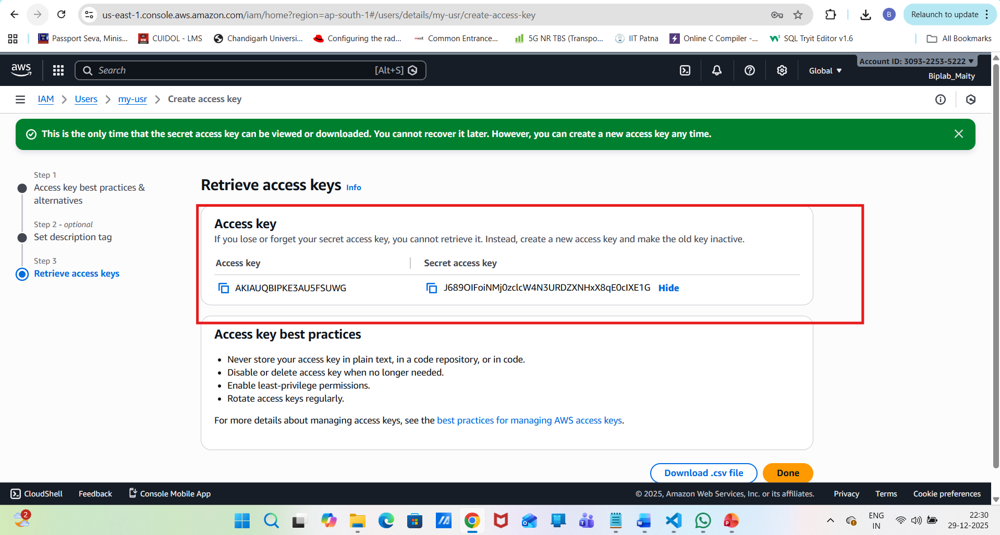 us-east-1.console.aws.amazon.com/iam/home?region=ap-south-1#/users/details/my-usr/create-access-key
B
Relaunch to update
Passport Seva, Minis...
CUIDOL - LMS
Chandigarh Universi...
Configuring the rad...
Common Entrance...
5G NR TBS (Transpo...
IIT Patna
Online C Compiler -...
SQL Tryit Editor v1.6
All Bookmarks
aws
Search
[Alt+S]
Global
Account ID: 3093-2253-5222
Biplab_Maity
IAM
Users
my-usr
Create access key
This is the only time that the secret access key can be viewed or downloaded. You cannot recover it later. However, you can create a new access key any time.
Step 1
Access key best practices &
alternatives
Step 2 - optional
Set description tag
Step 3
Retrieve access keys
Retrieve access keys Info
Access key
If you lose or forget your secret access key, you cannot retrieve it. Instead, create a new access key and make the old key inactive.
Access key
Secret access key
AKIAUQBIPKE3AU5FSUWG
Hide
Access key best practices
Never store your access key in plain text, in a code repository, or in code.
Disable or delete access key when no longer needed.
Enable least-privilege permissions.
Rotate access keys regularly.
For more details about managing access keys, see the best practices for managing AWS access keys.
Download .csv file
Done
CloudShell
Feedback
Console Mobile App
© 2025, Amazon Web Services, Inc. or its affiliates.
Privacy
Terms
Cookie preferences
2
ENG
IN
22:30
29-12-2025